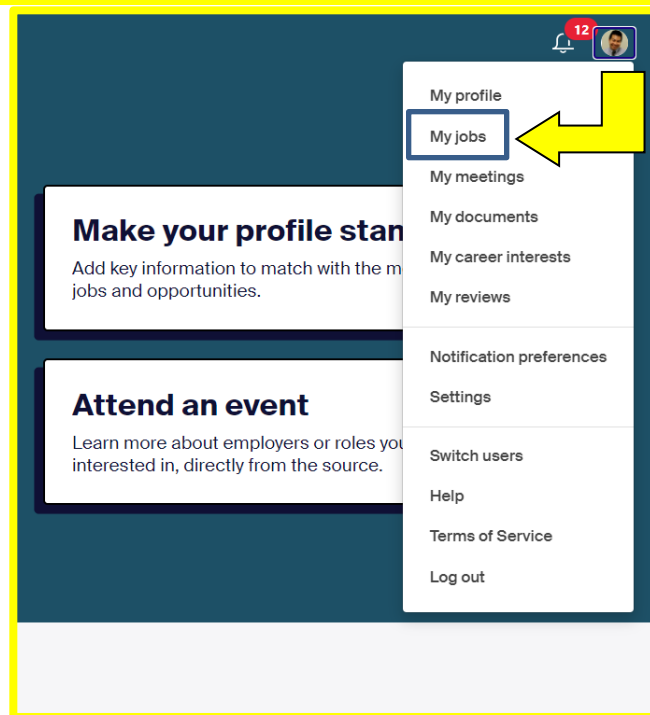 12
My profile
My jobs
My meetings
My documents
My career interests
My reviews
Notification preferences
Settings
Switch users
Help
Terms of Service
Log out
Make your profile stan
Add key information to match with the m
jobs and opportunities.
Attend an event
Learn more about employers or roles you
interested in, directly from the source.